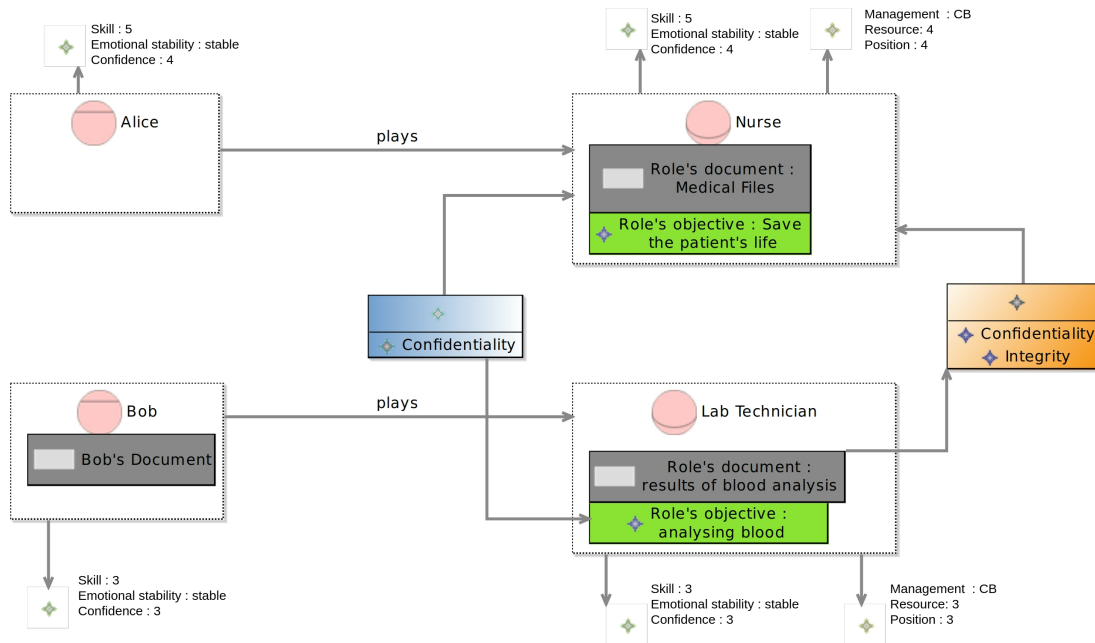 Skill : 5
Emotional stability : stable
Confidence : 4
Skill : 5
Emotional stability : stable
Confidence : 4
Management  : CB
Resource: 4
Position : 4
Alice
plays
Nurse
Role's document :
Medical Files
Role's objective : Save
the patient's life
Confidentiality
Confidentiality
Integrity
Bob
Bob's Document
plays
Lab Technician
Role's document :
results of blood analysis
Role's objective :
analysing blood
Skill : 3
Emotional stability : stable
Confidence : 3
Skill : 3
Emotional stability : stable
Confidence : 3
Management  : CB
Resource: 3
Position : 3